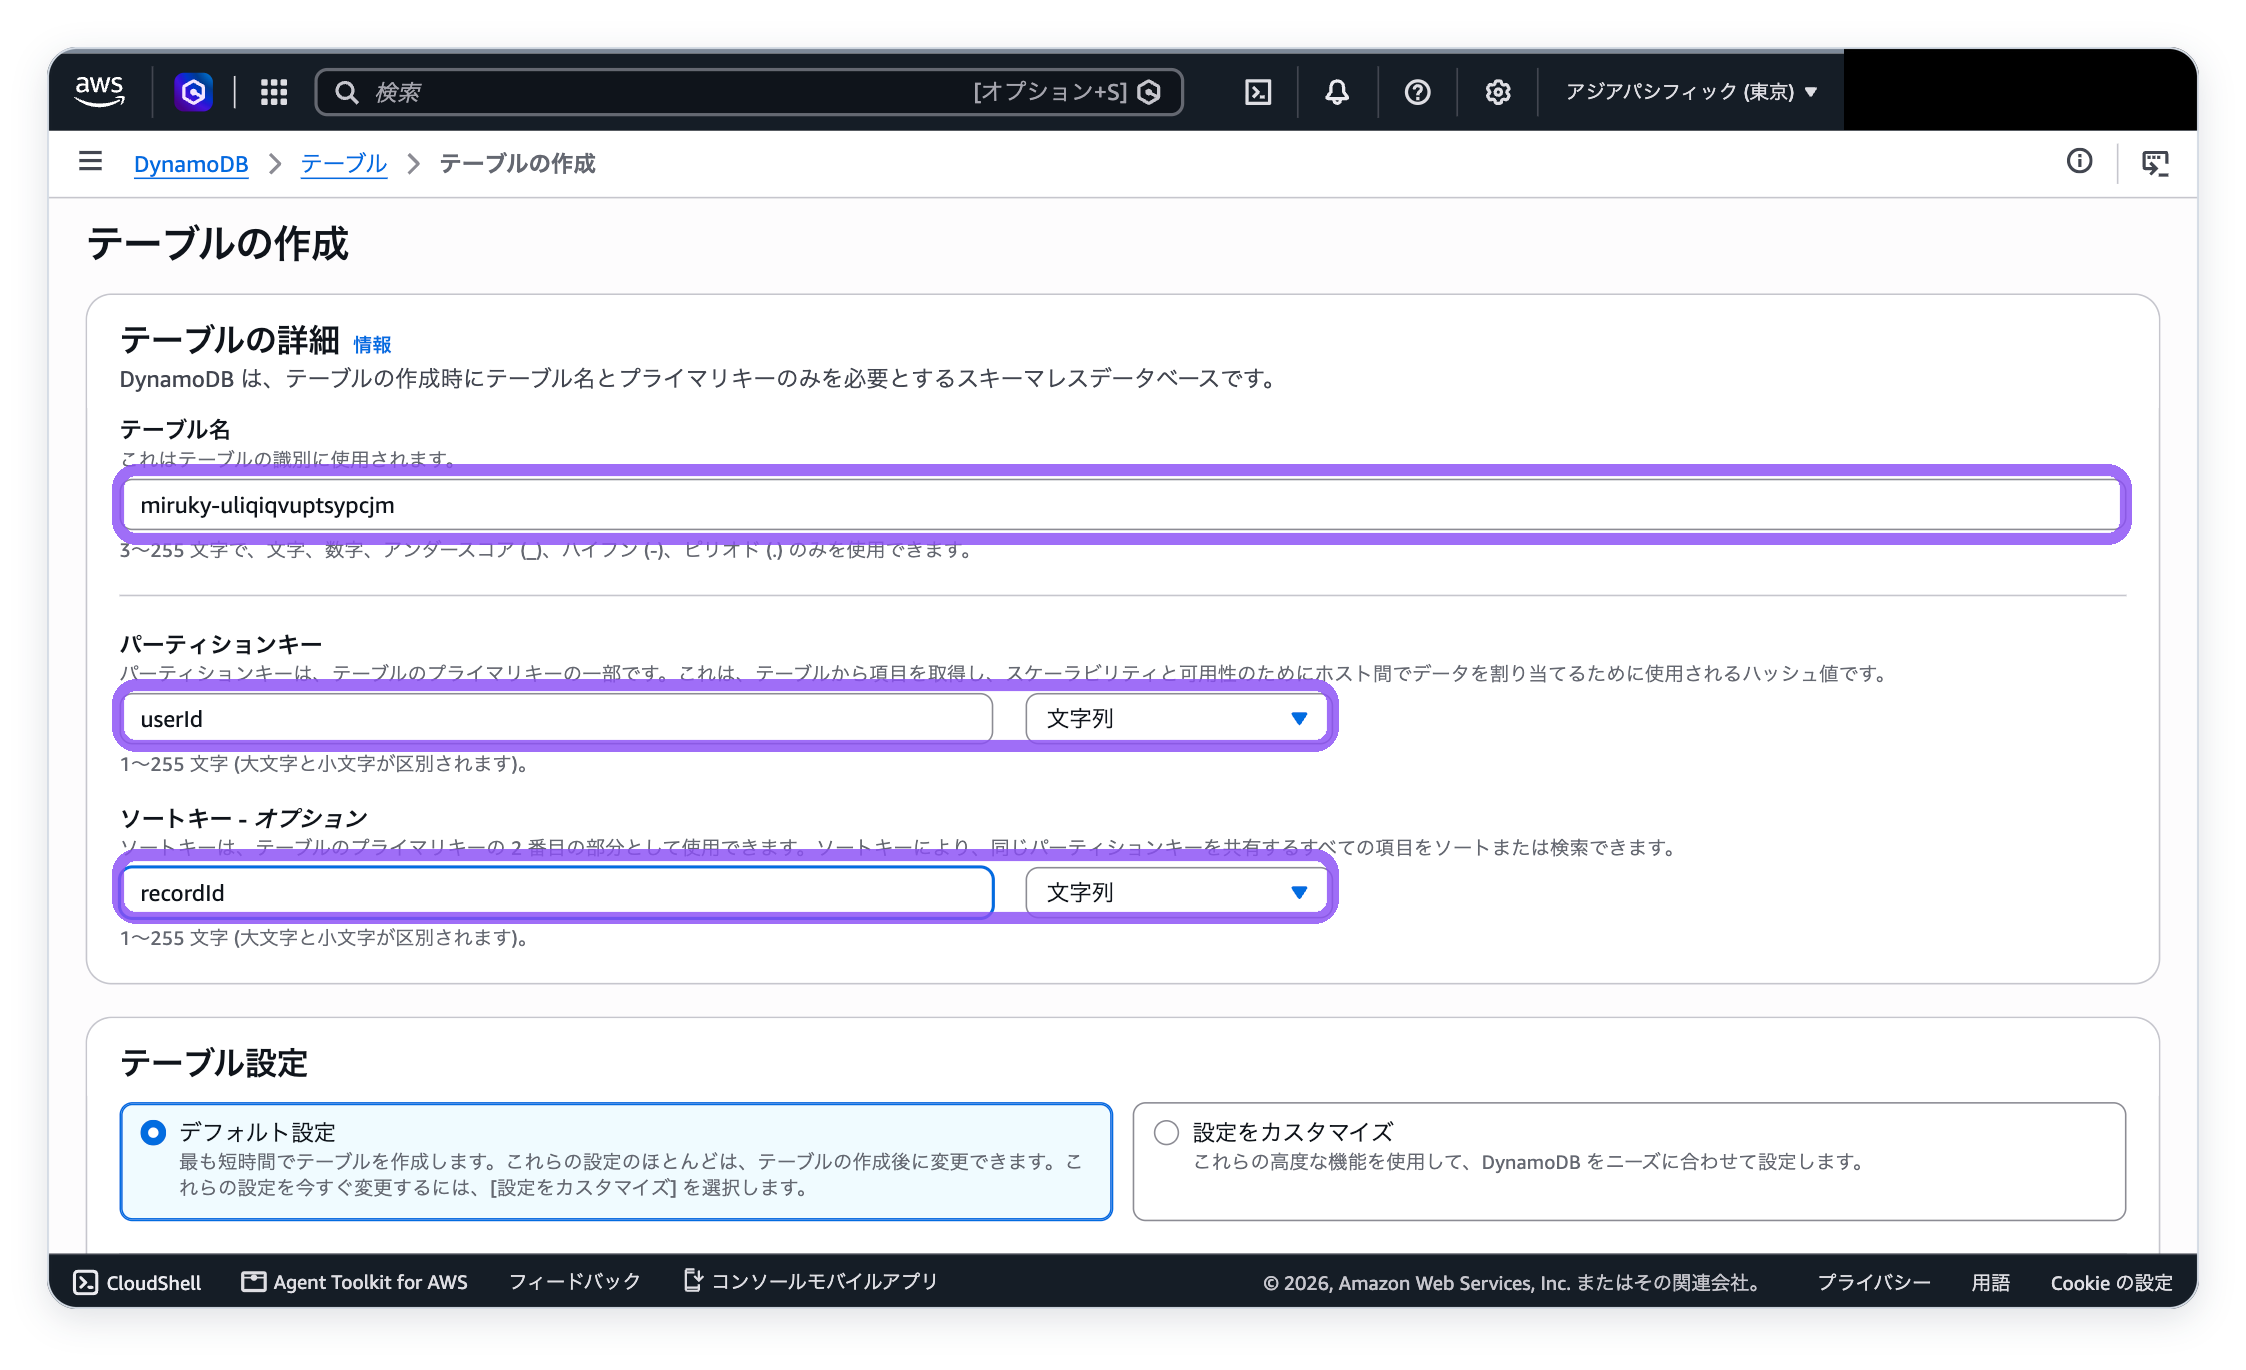 aws
検索
[オプション+S]
アジアパシフィック (東京)
DynamoDB
テーブル
テーブルの作成
テーブルの作成
テーブルの詳細 情報
DynamoDB は、テーブルの作成時にテーブル名とプライマリキーのみを必要とするスキーマレスデータベースです。
テーブル名
これはテーブルの識別に使用されます。
miruky-uliqiqvuptsypcjm
3～255 文字で、文字、数字、アンダースコア (_)、ハイフン (-)、ピリオド (.) のみを使用できます。
パーティションキー
パーティションキーは、テーブルのプライマリキーの一部です。これは、テーブルから項目を取得し、スケーラビリティと可用性のためにホスト間でデータを割り当てるために使用されるハッシュ値です。
userId
文字列
1～255 文字 (大文字と小文字が区別されます)。
ソートキー - オプション
ソートキーは、テーブルのプライマリキーの 2 番目の部分として使用できます。ソートキーにより、同じパーティションキーを共有するすべての項目をソートまたは検索できます。
recordId
文字列
1～255 文字 (大文字と小文字が区別されます)。
テーブル設定
デフォルト設定
最も短時間でテーブルを作成します。これらの設定のほとんどは、テーブルの作成後に変更できます。こ
れらの設定を今すぐ変更するには、[設定をカスタマイズ] を選択します。
設定をカスタマイズ
これらの高度な機能を使用して、DynamoDB をニーズに合わせて設定します。
CloudShell
Agent Toolkit for AWS
フィードバック
コンソールモバイルアプリ
© 2026, Amazon Web Services, Inc. またはその関連会社。
プライバシー
用語
Cookie の設定